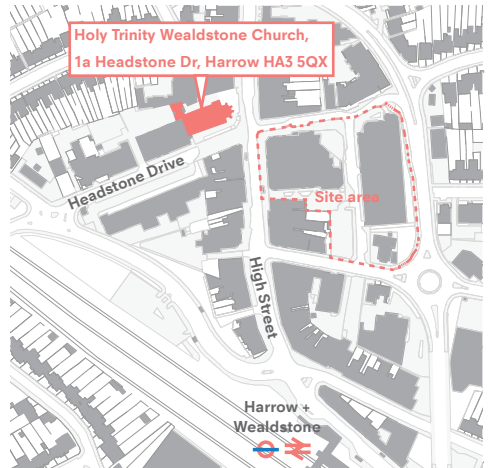 Holy Trinity Wealdstone Church,
1a Headstone Dr, Harrow HA3 5QX
Headstone Drive
Site area
High Street
Harrow +
Wealdstone